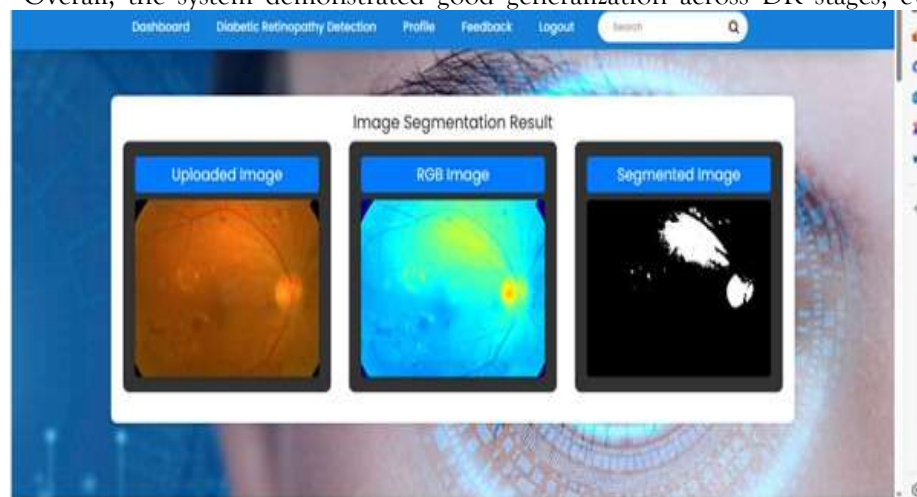 Overall, the system demonstrated good generalization across DR stages,
Dashboard Diabetic Retinopathy Detection Profile Feedback Logout Search
Image Segmentation Result
Uploaded Image RGB Image Segmented Image